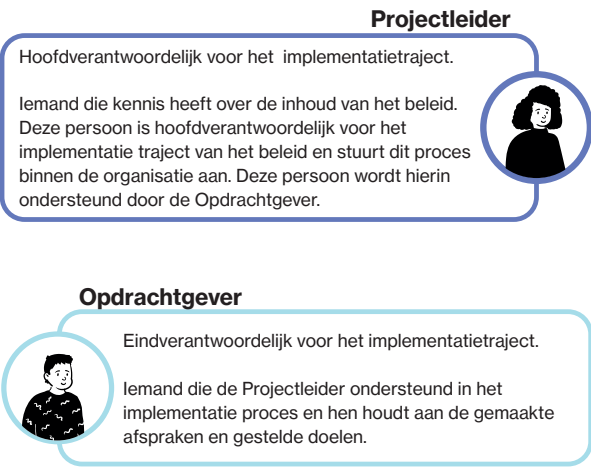 Projectleider
Hoofdverantwoordelijk voor het implementatietraject.
Iemand die kennis heeft over de inhoud van het beleid.
Deze persoon is hoofdverantwoordelijk voor het
implementatie traject van het beleid en stuurt dit proces
binnen de organisatie aan. Deze persoon wordt hierin
ondersteund door de Opdrachtgever.
Opdrachtgever
Eindverantwoordelijk voor het implementatietraject.
Iemand die de Projectleider ondersteund in het
implementatie proces en hen houdt aan de gemaakte
afspraken en gestelde doelen.